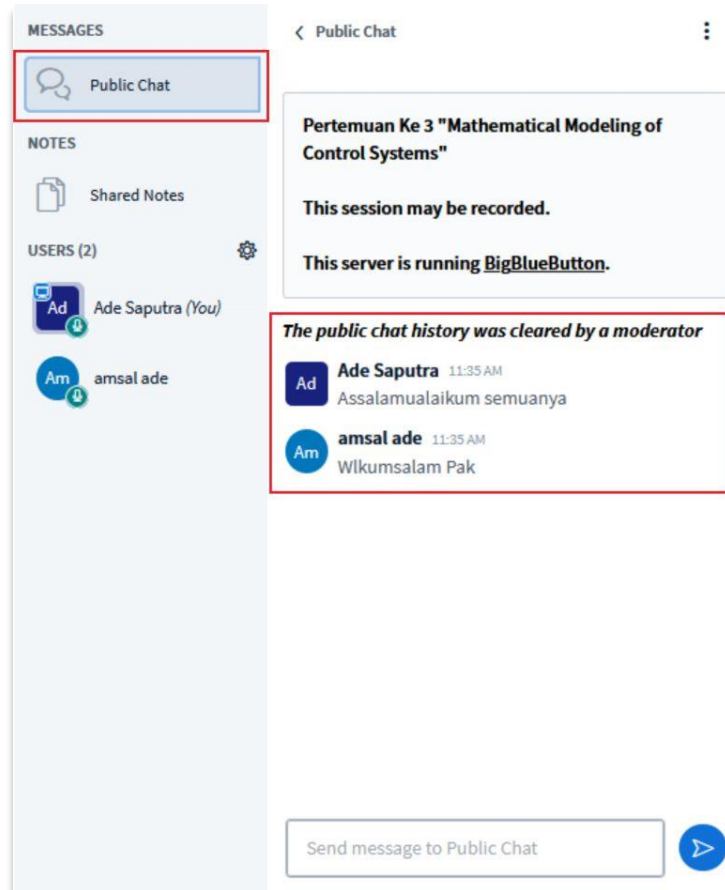 MESSAGES
Public Chat
NOTES
Shared Notes
USERS (2)
Ad
Ade Saputra (You)
Am
amsal ade
Public Chat
Pertemuan Ke 3 "Mathematical Modeling of
Control Systems"
This session may be recorded.
This server is running BigBlueButton.
The public chat history was cleared by a moderator
Ad
Ade Saputra 11:35 AM
Assalamualaikum semuanya
Am
amsal ade 11:35 AM
Wlkumsalam Pak
Send message to Public Chat